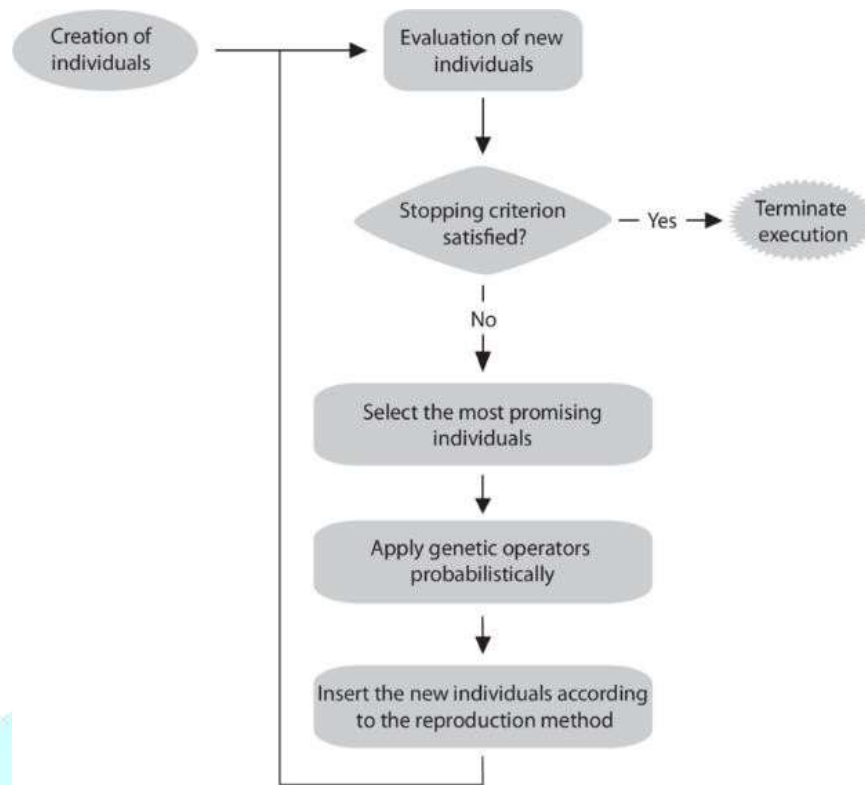 Creation of
individuals
Evaluation of new
individuals
Stopping criterion
satisfied?
Yes
Terminate
execution
No
Select the most promising
individuals
Apply genetic operators
probabilistically
Insert the new individuals according
to the reproduction method